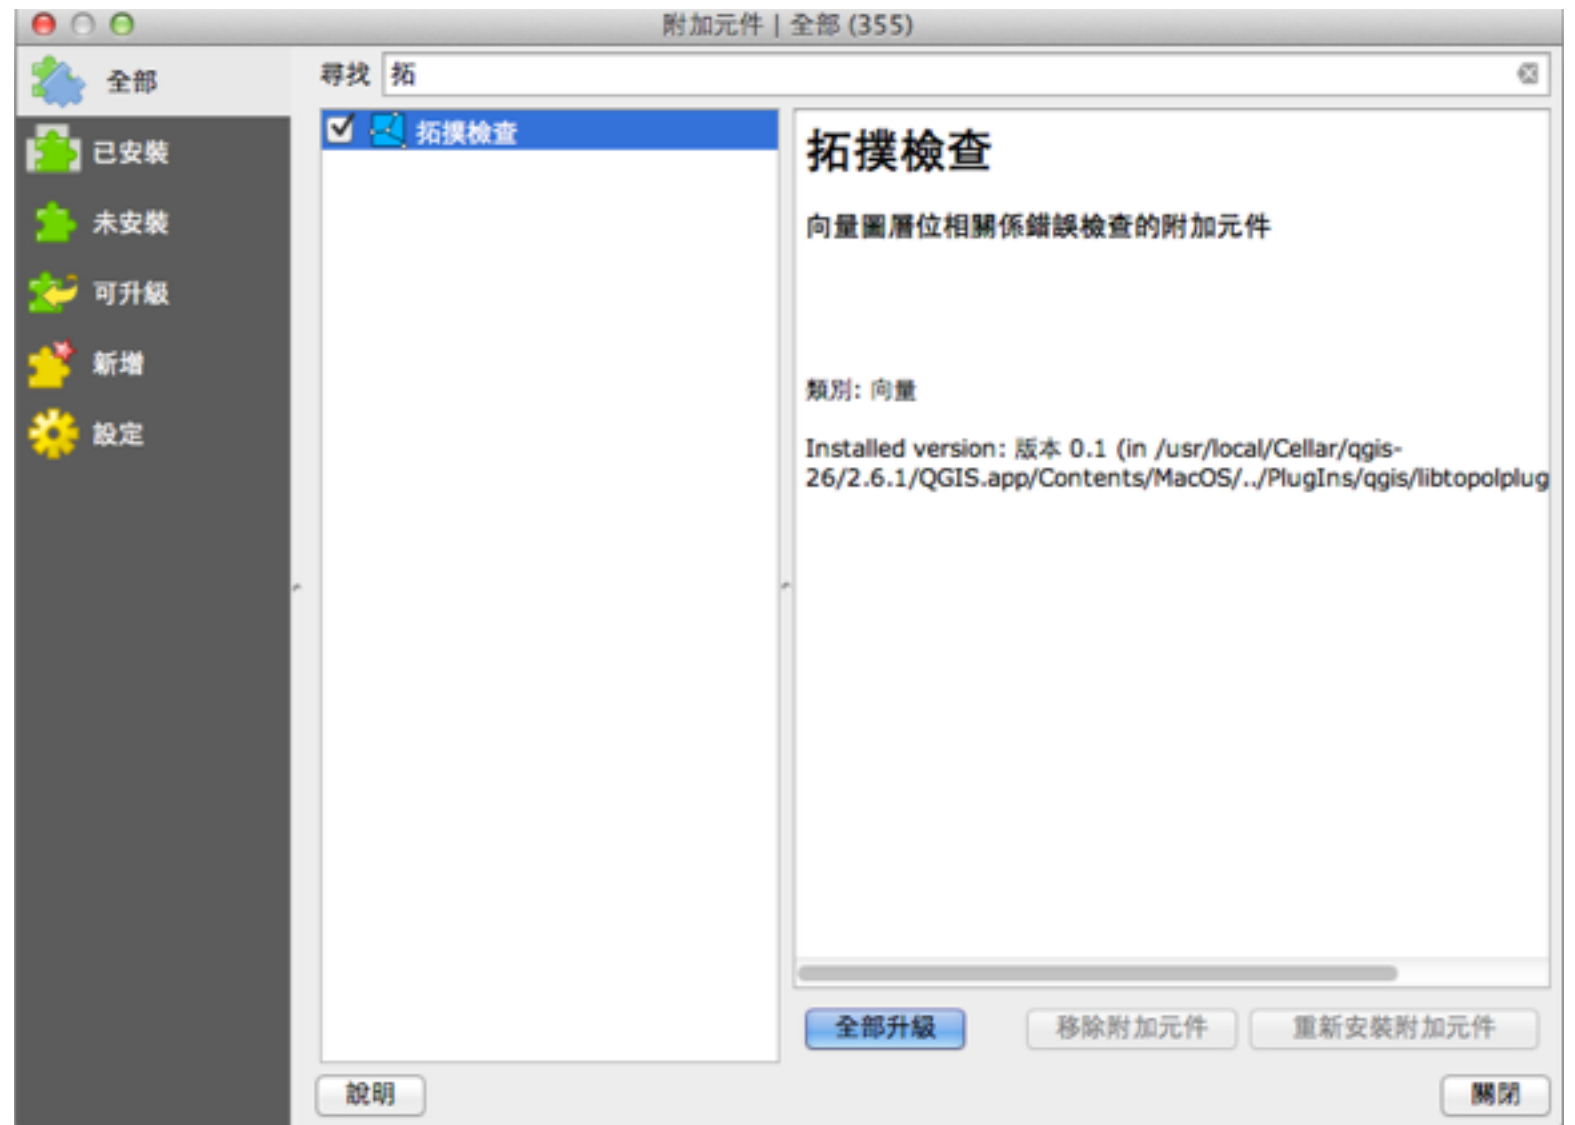 附加元件 | 全部 (355)
全部
已安裝
未安裝
可升級
新增
設定
尋找 拓
拓撲檢查
拓撲檢查
向量圖層位相關係錯誤檢查的附加元件
類別: 向量
Installed version: 版本 0.1 (in /usr/local/Cellar/qgis-
26/2.6.1/QGIS.app/Contents/MacOS/../PlugIns/qgis/libtopolplug
全部升級
移除附加元件
重新安裝附加元件
說明
關閉